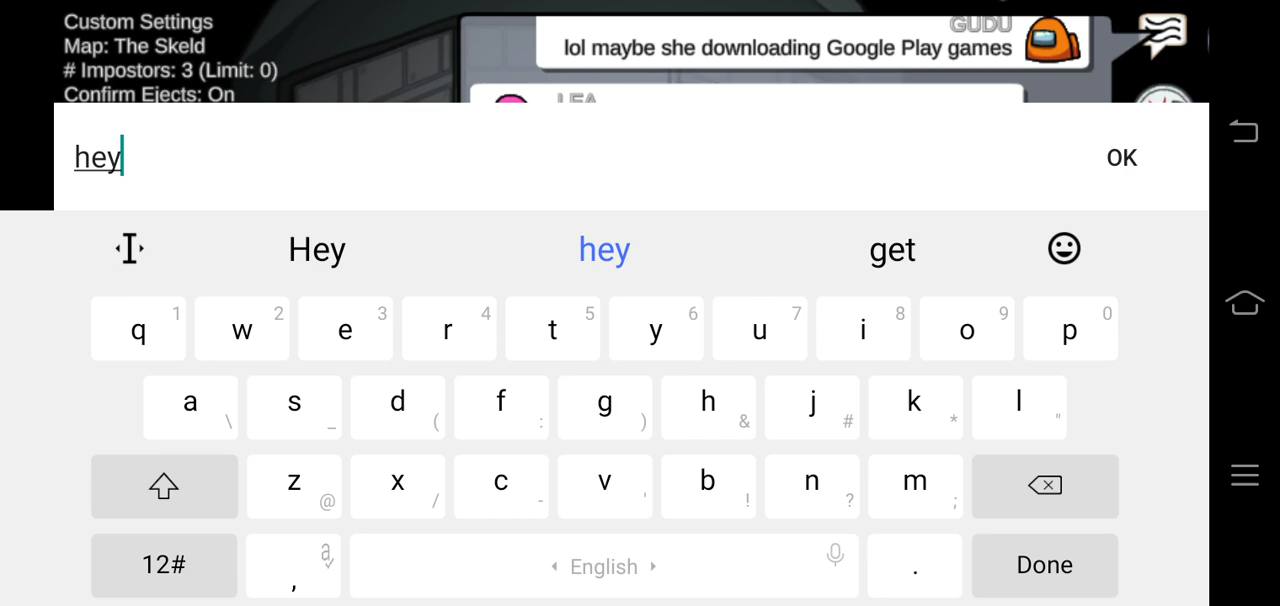 Custom Settings
Map: The Skeld
# Impostors: 3 (Limit: 0)
Confirm Ejects: On
GUDU
lol maybe she downloading Google Play games
LEA
hey
OK
Hey hey get
q 1 w 2 e 3 r 4 t 5 y 6 u 7 i 8 o 9 p 0
a \ s _ d ( f : g ) h & j # k * l "
z @ x / c - v ' b ! n ? m ;
12# , a English . Done